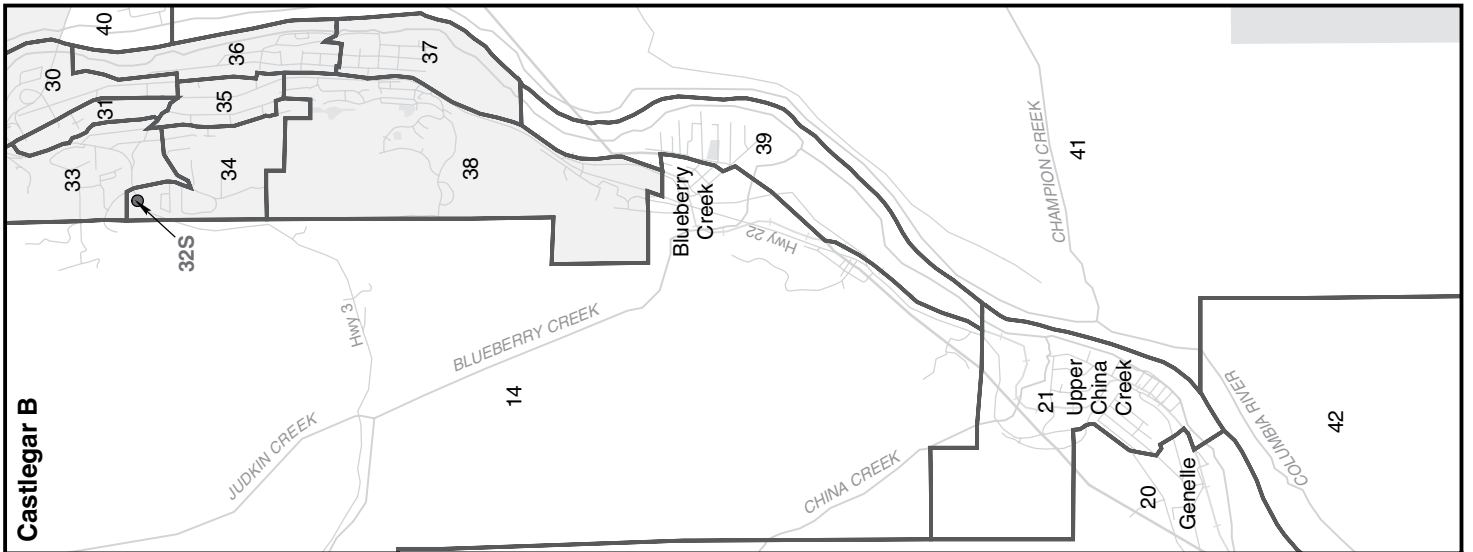 Castlegar B
40
36
37
30
31
35
33
34
38
32S
39
Blueberry
Creek
Hwy 22
CHAMPION CREEK
41
Hwy 3
BLUEBERRY CREEK
14
JUDKIN CREEK
CHINA CREEK
21
Upper
China
Creek
20
Genelle
COLUMBIA RIVER
42